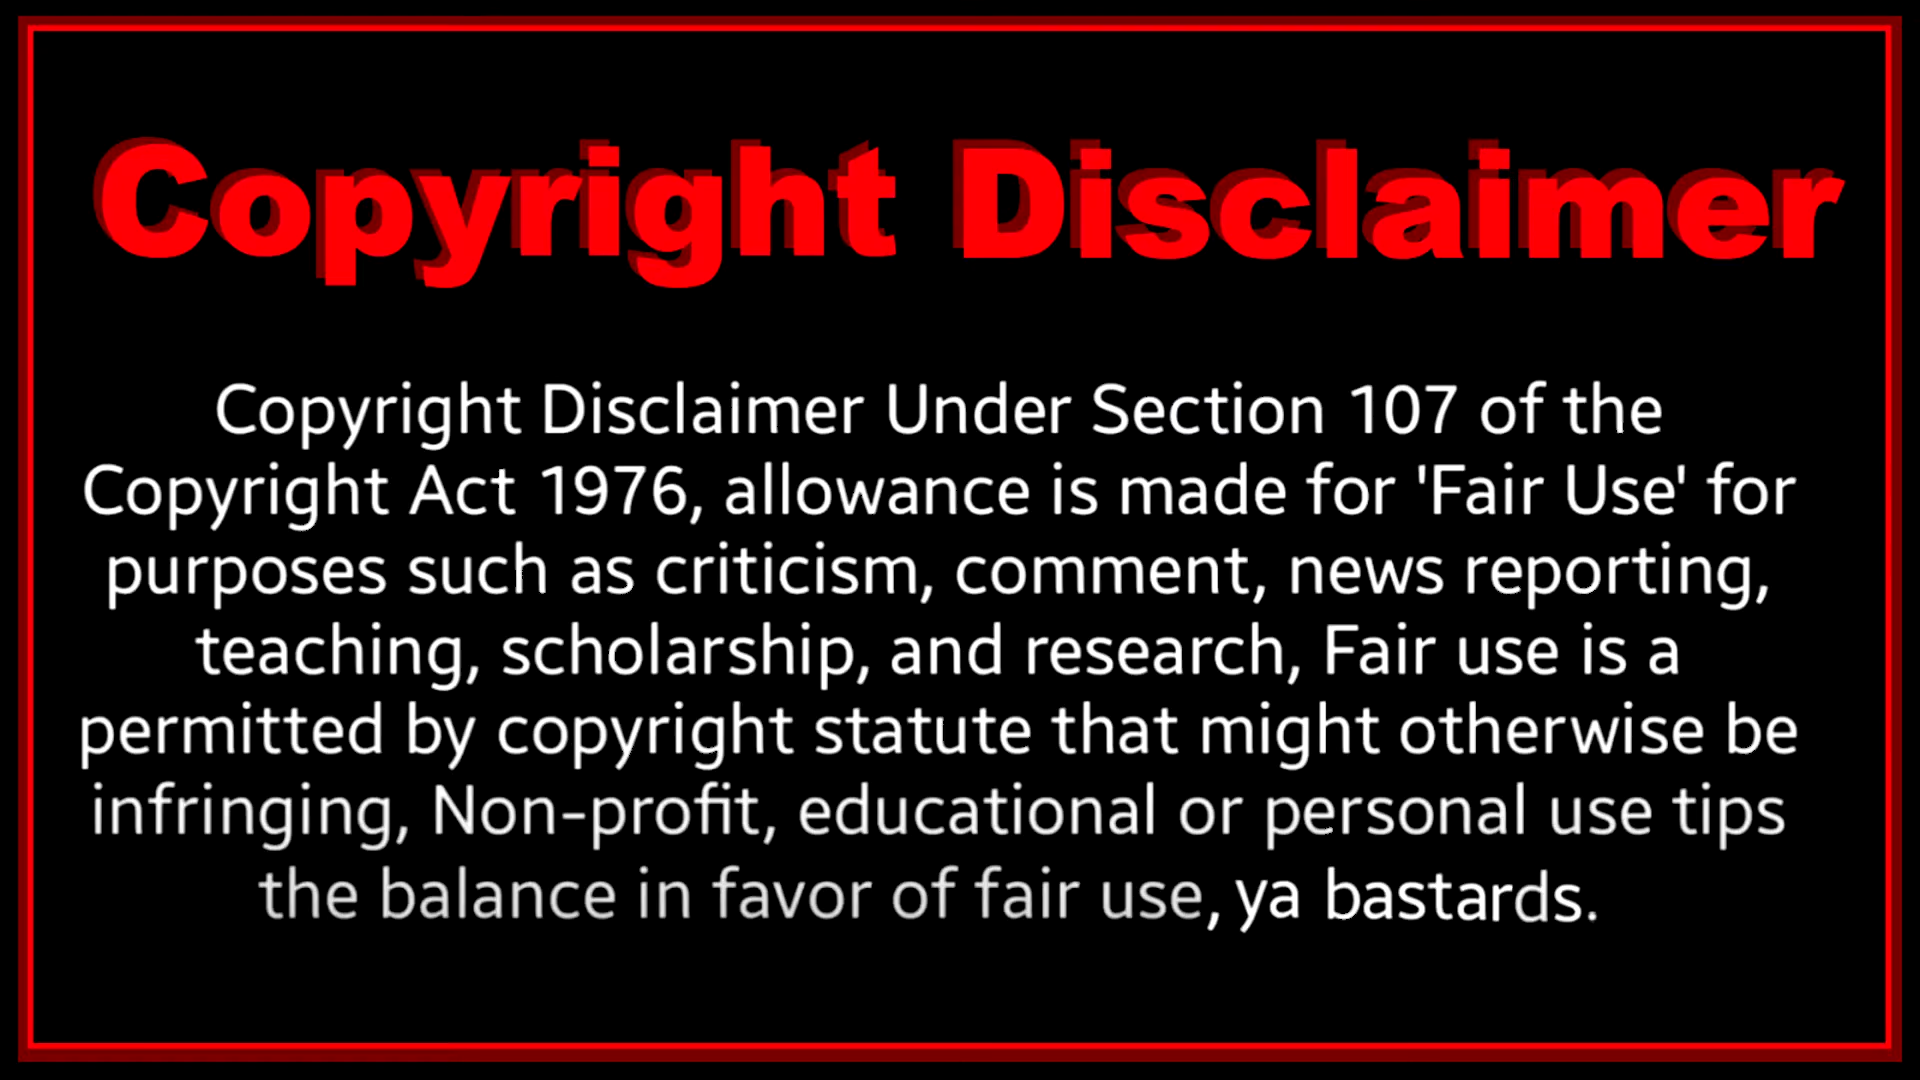 Copyright Disclaimer
Copyright Disclaimer Under Section 107 of the
Copyright Act 1976, allowance is made for 'Fair Use' for
purposes such as criticism, comment, news reporting,
teaching, scholarship, and research, Fair use is a
permitted by copyright statute that might otherwise be
infringing, Non-profit, educational or personal use tips
the balance in favor of fair use, ya bastards.